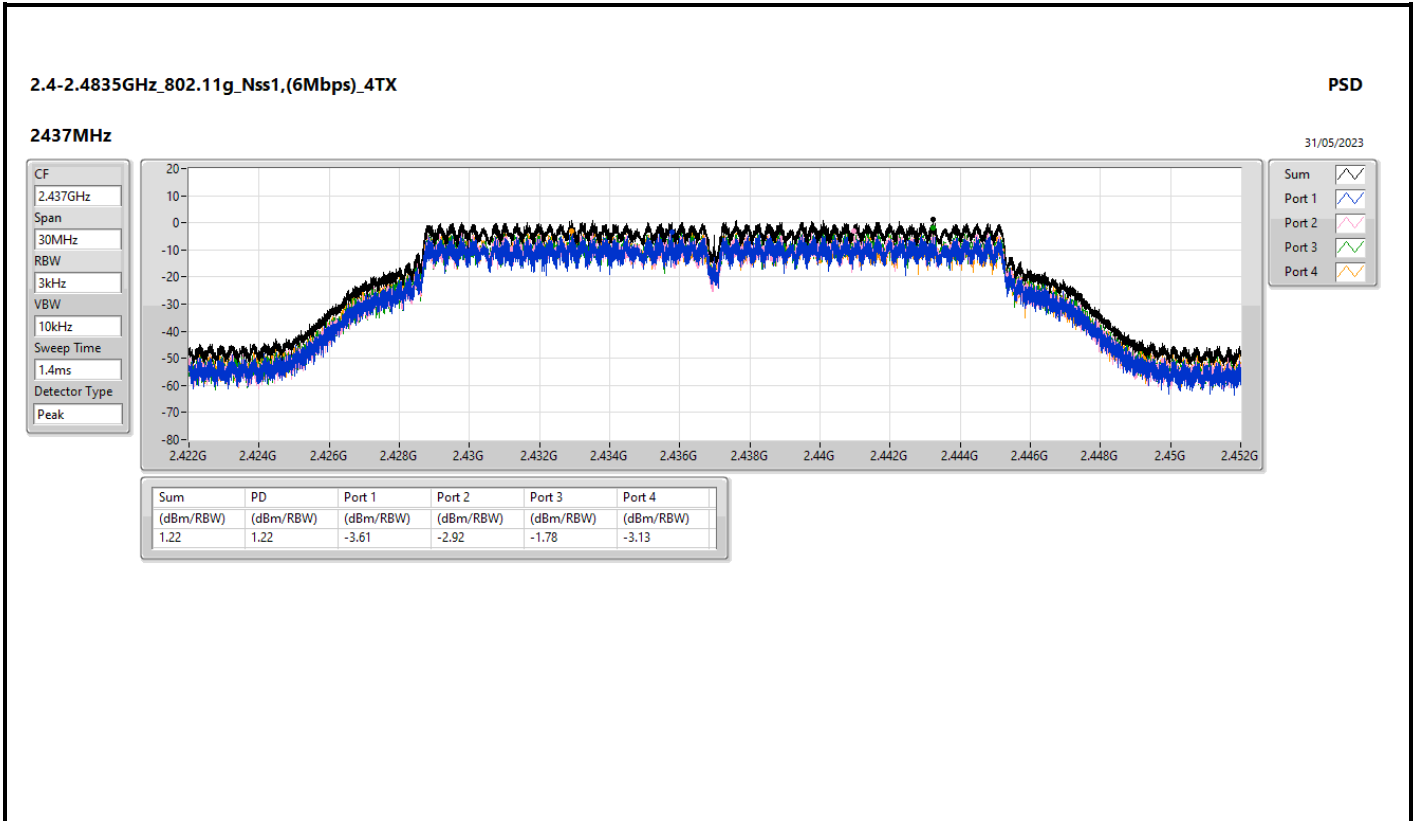 2.4-2.4835GHz_802.11g_Nss1,(6Mbps)_4TX
PSD
2437MHz
31/05/2023
CF
2.437GHz
Span
30MHz
RBW
3kHz
VBW
10kHz
Sweep Time
1.4ms
Detector Type
Peak
20
10
0
-10
-20
-30
-40
-50
-60
-70
-80
2.422G 2.424G 2.426G 2.428G 2.43G 2.432G 2.434G 2.436G 2.438G 2.44G 2.442G 2.444G 2.446G 2.448G 2.45G 2.452G
Sum
Port 1
Port 2
Port 3
Port 4
Sum PD Port 1 Port 2 Port 3 Port 4
(dBm/RBW) (dBm/RBW) (dBm/RBW) (dBm/RBW) (dBm/RBW) (dBm/RBW)
1.22 1.22 -3.61 -2.92 -1.78 -3.13